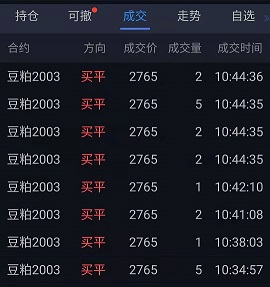 持仓 可撤 成交 走势 自选
合约 方向 成交价 成交量 成交时间
豆粕2003 买平 2765 2 10:44:36
豆粕2003 买平 2765 5 10:44:35
豆粕2003 买平 2765 2 10:44:35
豆粕2003 买平 2765 2 10:44:35
豆粕2003 买平 2765 1 10:42:10
豆粕2003 买平 2765 2 10:41:08
豆粕2003 买平 2765 1 10:38:03
豆粕2003 买平 2765 5 10:34:57